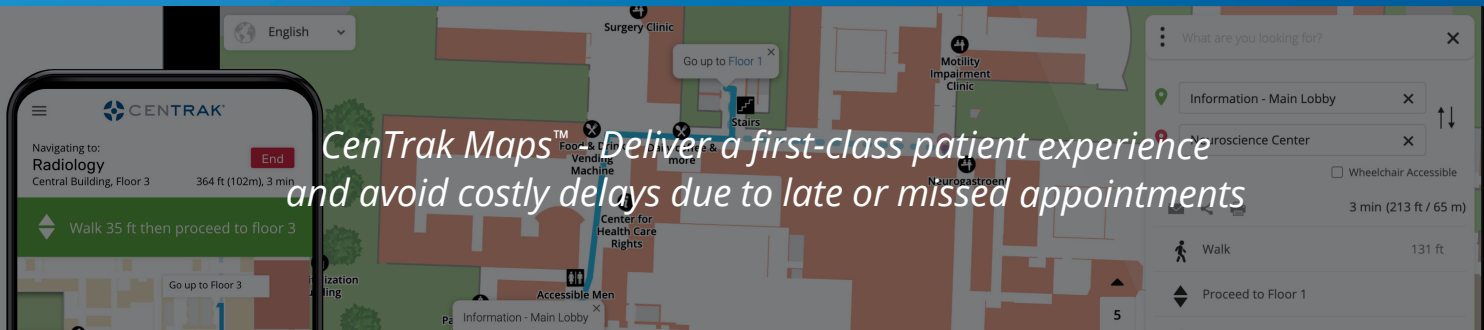 English
Surgery Clinic
Go up to Floor 1
Motility
Impairment
Clinic
Stairs
What are you looking for?
Information - Main Lobby
Neuroscience Center
Wheelchair Accessible
3 min (213 ft / 65 m)
Walk
131 ft
Proceed to Floor 1
5
CENTRAK
Navigating to:
Radiology
Central Building, Floor 3
End
364 ft (102m), 3 min
Walk 35 ft then proceed to floor 3
Go up to Floor 3
CenTrak Maps™ - Deliver a first-class patient experience
and avoid costly delays due to late or missed appointments
Food & Drink
Vending
Machine
more
Center for
Health Care
Rights
Accessible Men
Information - Main Lobby